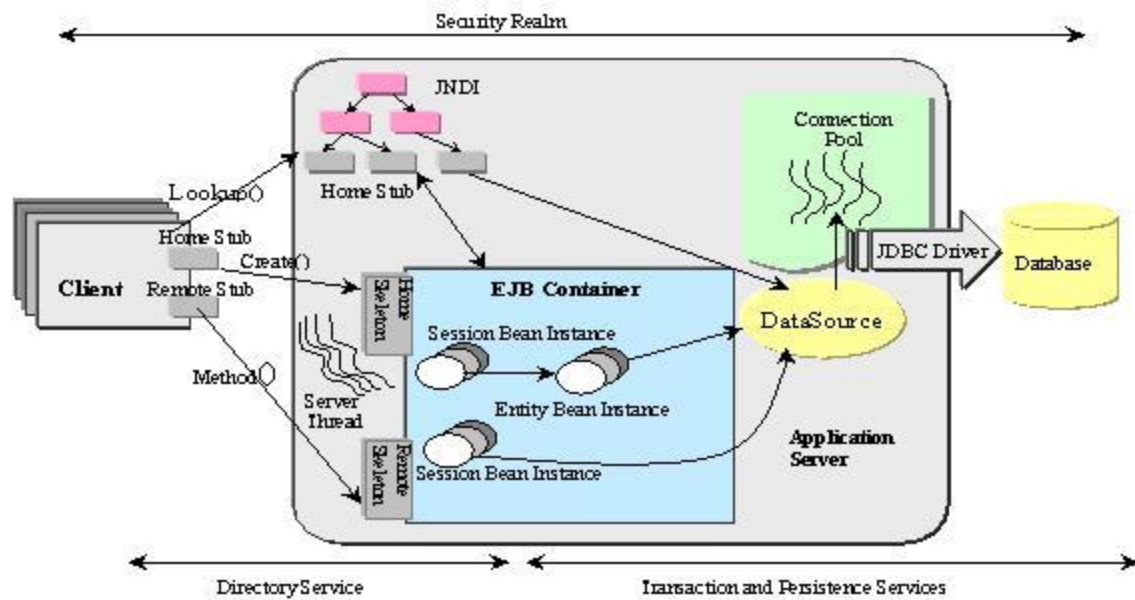 Security Realm
JNDI
Connection
Pool
Lookup()
Home Stub
Home Stub
Create()
JDBC Driver
Database
Client
Remote Stub
Home
Skeleton
EJB Container
DataSource
Session Bean Instance
Method()
Server
Thread
Entity Bean Instance
Application
Server
Remote
Skeleton
Session Bean Instance
Directory Service
Transaction and Persistence Services